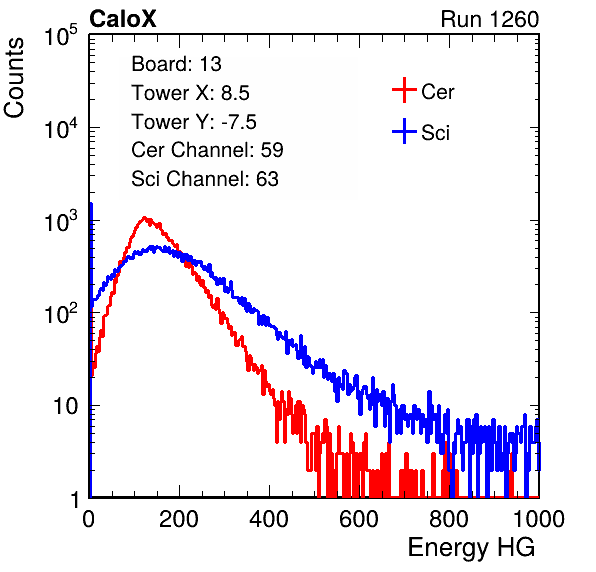 CaloX Run 1260
Counts
10^5
10^4
10^3
10^2
10
1
Board: 13
Tower X: 8.5
Tower Y: -7.5
Cer Channel: 59
Sci Channel: 63
Cer
Sci
0 200 400 600 800 1000
Energy HG